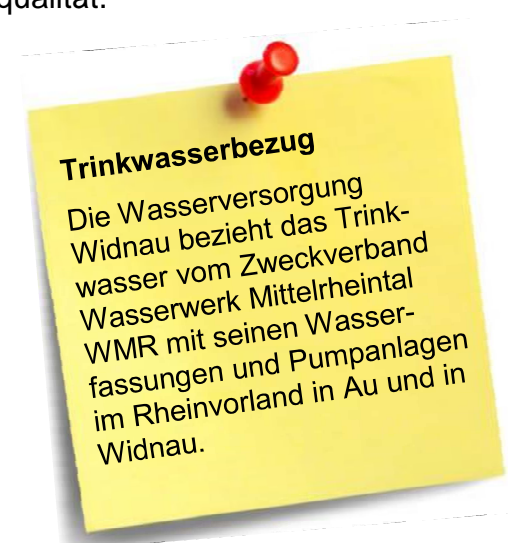 qualität.
Trinkwasserbezug
Die Wasserversorgung
Widnau bezieht das Trink-
wasser vom Zweckverband
Wasserwerk Mittelrheintal
WMR mit seinen Wasser-
fassungen und Pumpanlagen
im Rheinvorland in Au und in
Widnau.